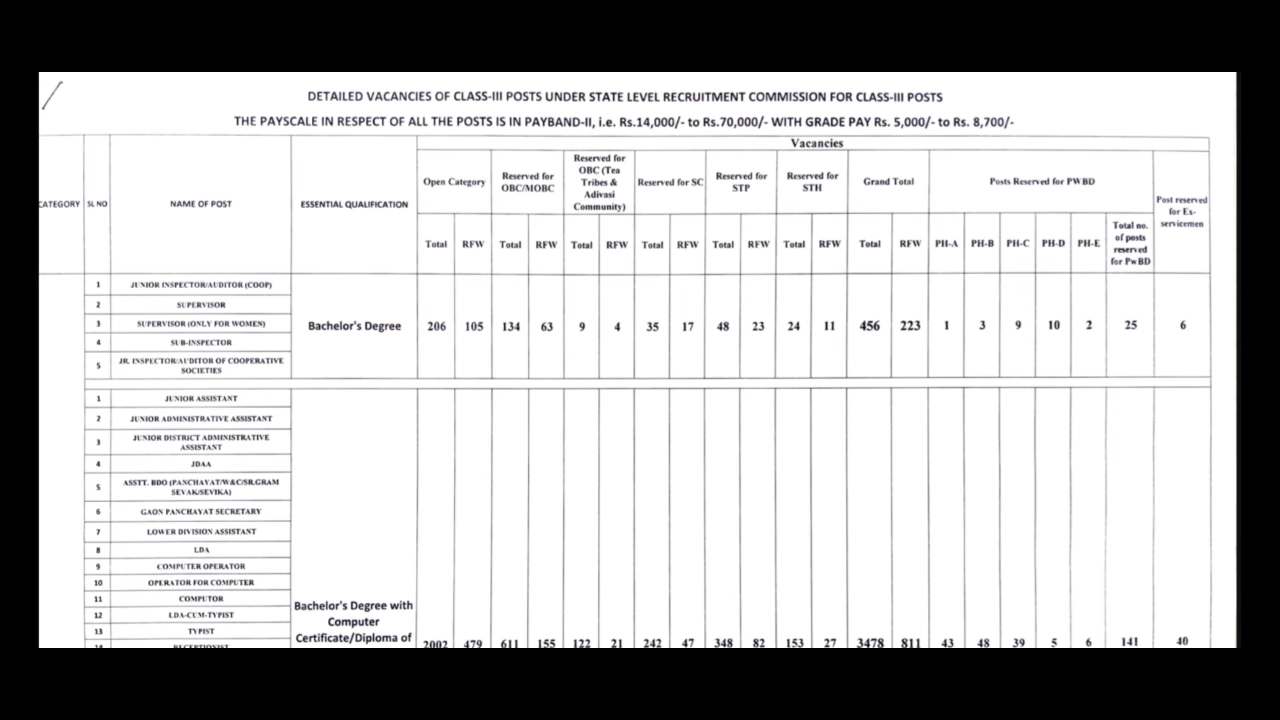 DETAILED VACANCIES OF CLASS-III POSTS UNDER STATE LEVEL RECRUITMENT COMMISSION FOR CLASS-III POSTS
THE PAYSCALE IN RESPECT OF ALL THE POSTS IS IN PAYBAND-II, i.e. Rs.14,000/- to Rs.70,000/- WITH GRADE PAY Rs. 5,000/- to Rs. 8,700/-
CATEGORY SL NO NAME OF POST ESSENTIAL QUALIFICATION Vacancies
Open Category
Reserved for
OBC/MOBC
Reserved for
OBC (Tea
Tribes &
Adivasi
Community)
Reserved for SC
Reserved for
STP
Reserved for
STH
Grand Total
Posts Reserved for PWBD
Post reserved
for Ex-
servicemen
Total RFW Total RFW Total RFW Total RFW Total RFW Total RFW Total RFW PH-A PH-B PH-C PH-D PH-E
Total no.
of posts
reserved
for PwBD
1 JUNIOR INSPECTOR/AUDITOR (COOP)
2 SUPERVISOR
3 SUPERVISOR (ONLY FOR WOMEN)
4 SUB-INSPECTOR
5 JR. INSPECTOR/AUDITOR OF COOPERATIVE
SOCIETIES
Bachelor's Degree 206 105 134 63 9 4 35 17 48 23 24 11 456 223 1 3 9 10 2 25 6
1 JUNIOR ASSISTANT
2 JUNIOR ADMINISTRATIVE ASSISTANT
3 JUNIOR DISTRICT ADMINISTRATIVE
ASSISTANT
4 JDAA
5 ASSTT. BDO (PANCHAYAT/W&C/SR.GRAM
SEVAK/SEVIKA)
6 GAON PANCHAYAT SECRETARY
7 LOWER DIVISION ASSISTANT
8 LDA
9 COMPUTER OPERATOR
10 OPERATOR FOR COMPUTER
11 COMPUTOR
12 LDA-CUM-TYPIST
13 TYPIST
14 RECEPTIONIST
Bachelor's Degree with
Computer
Certificate/Diploma of
2002 479 611 155 122 21 242 47 348 82 153 27 3478 811 43 48 39 5 6 141 40